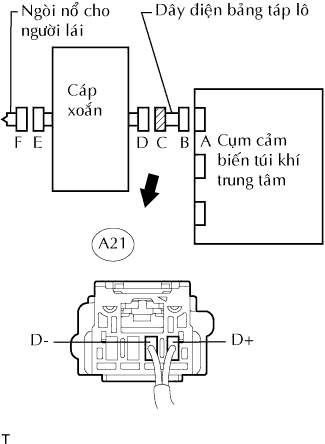 Ngòi nổ cho
người lái
Dây điện bảng táp lô
Cáp
xoắn
F E D C B A
Cụm cảm
biến túi khí
trung tâm
A21
D- D+
T